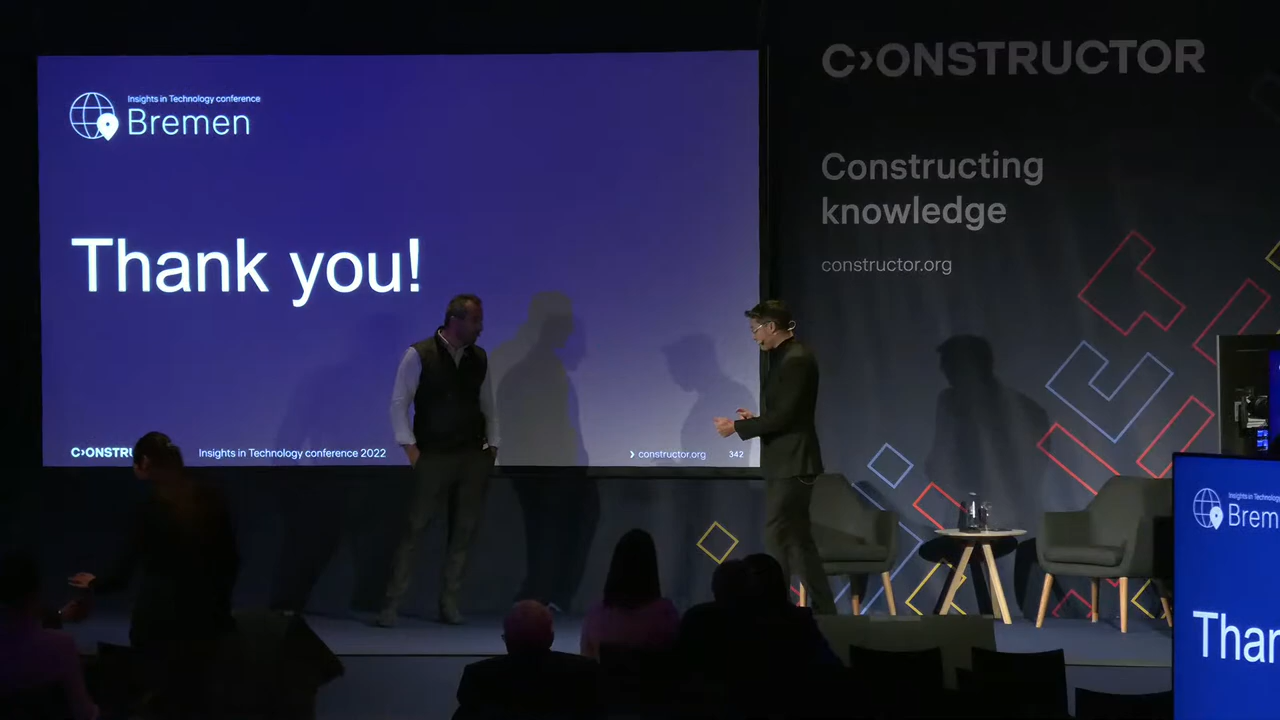 Insights in Technology conference
Bremen
Thank you!
C›ONSTRU
Insights in Technology conference 2022
› constructor.org
342
C›ONSTRUCTOR
Constructing
knowledge
constructor.org
Insights in Technology
Brem
Than